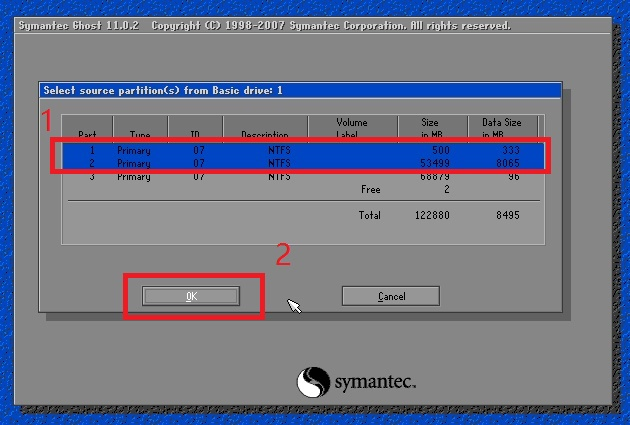 Symantec Ghost 11.0.2 Copyright (C) 1998-2007 Symantec Corporation. All rights reserved.
Select source partition(s) from Basic drive: 1
1
Volume Size Data Size
Part Type ID Description Label in MB in MB
1 Primary 07 NTFS 500 333
2 Primary 07 NTFS 53499 8065
3 Primary 07 NTFS 68879 96
Free 2
Total 122880 8495
2
OK Cancel
symantec.